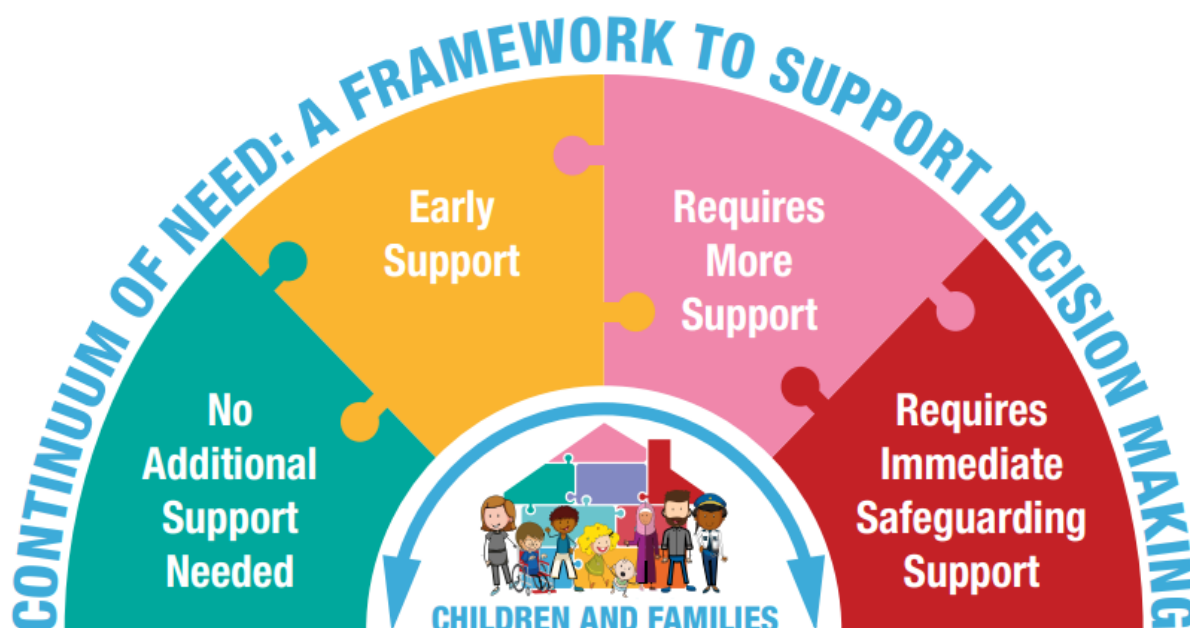 CONTINUUM OF NEED: A FRAMEWORK TO SUPPORT DECISION MAKING
No
Additional
Support
Needed
Early
Support
Requires
More
Support
Requires
Immediate
Safeguarding
Support
CHILDREN AND FAMILIES